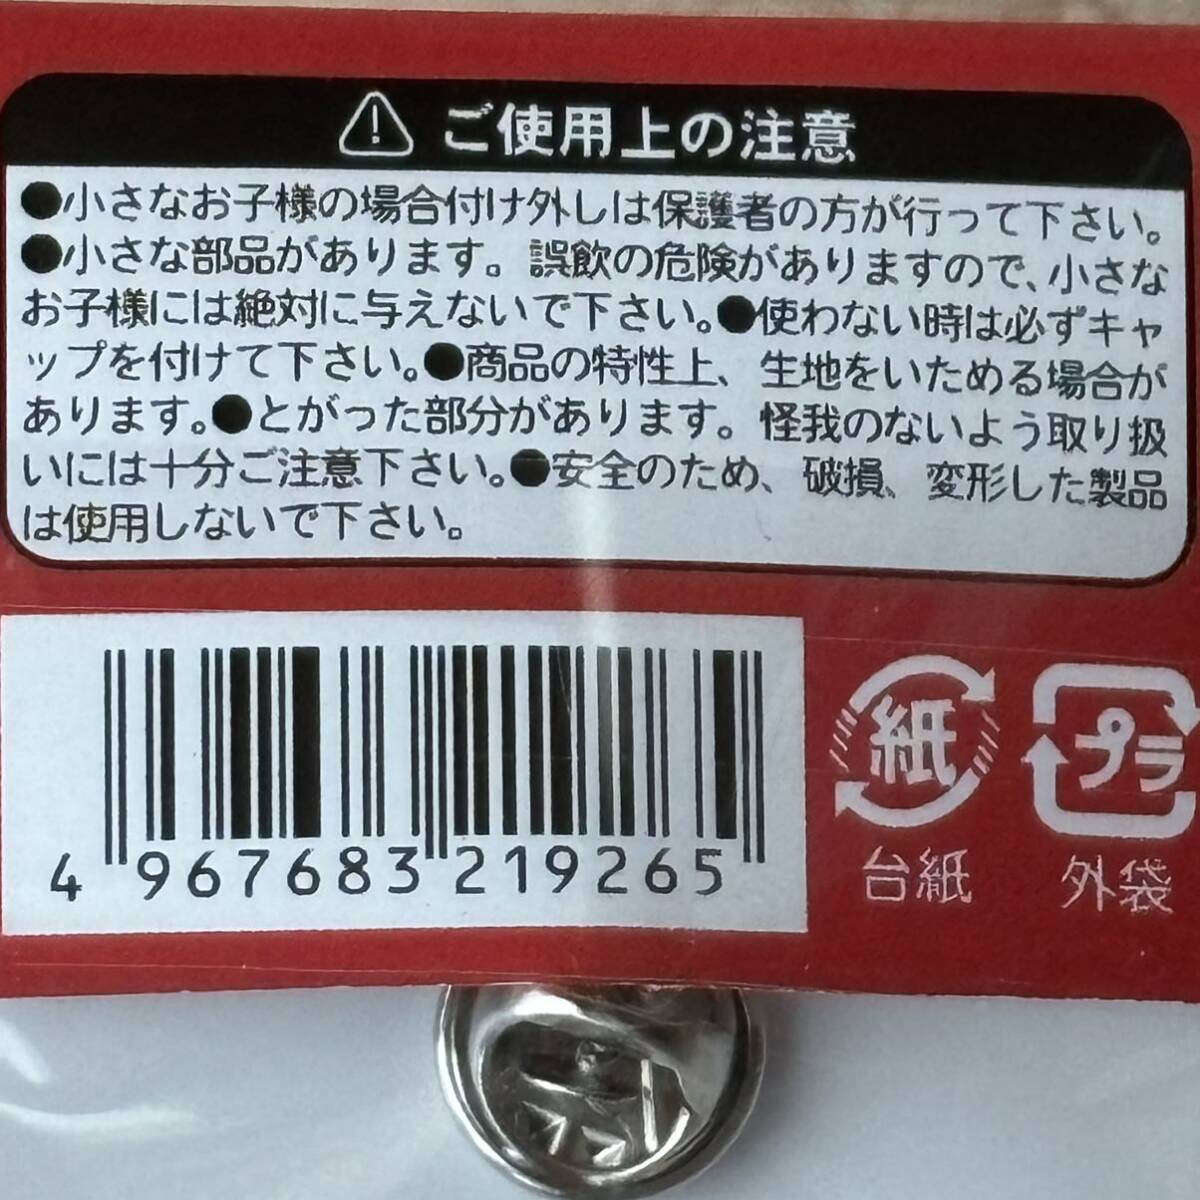 ご使用上の注意
●小さなお子様の場合付け外しは保護者の方が行って下さい。
●小さな部品があります。誤飲の危険がありますので、小さな
お子様には絶対に与えないで下さい。●使わない時は必ずキャ
ップを付けて下さい。●商品の特性上、生地をいためる場合が
あります。●とがった部分があります。怪我のないよう取り扱
いには十分ご注意下さい。●安全のため、破損、変形した製品
は使用しないで下さい。
4 967683 219265
紙
台紙
プラ
外袋